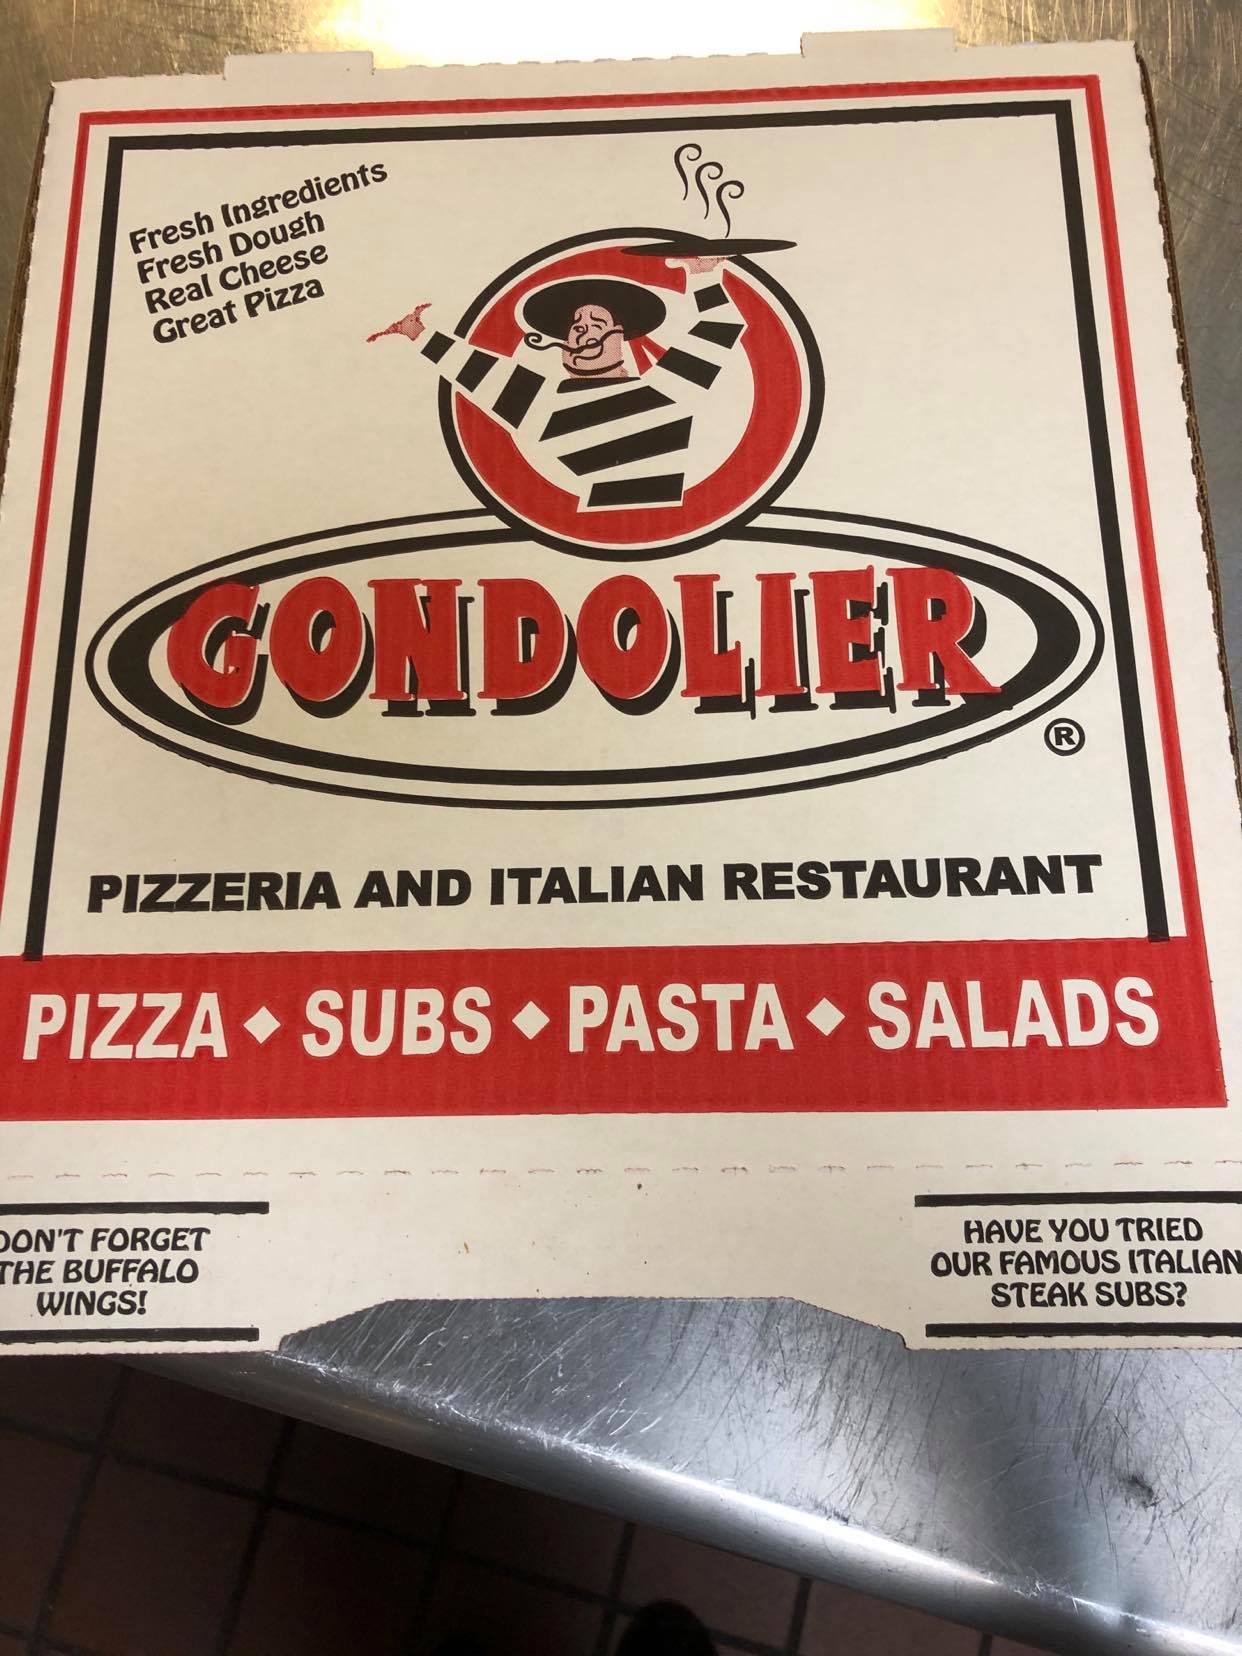 Fresh Ingredients
Fresh Dough
Real Cheese
Great Pizza
GONDOLIER
®
PIZZERIA AND ITALIAN RESTAURANT
PIZZA ◆ SUBS ◆ PASTA ◆ SALADS
DON'T FORGET
THE BUFFALO
WINGS!
HAVE YOU TRIED
OUR FAMOUS ITALIAN
STEAK SUBS?